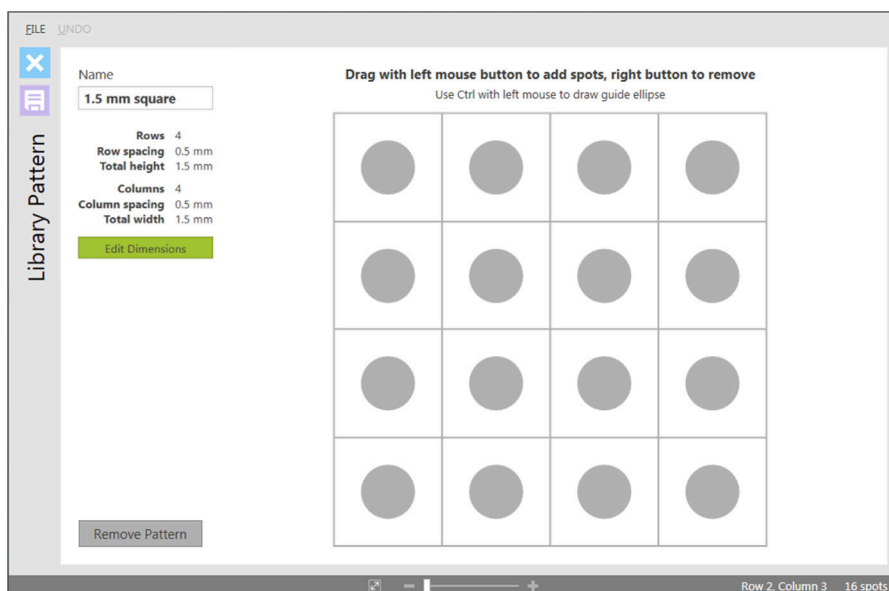 FILE UNDO
Library Pattern
Name
1.5 mm square
Rows 4
Row spacing 0.5 mm
Total height 1.5 mm
Columns 4
Column spacing 0.5 mm
Total width 1.5 mm
Edit Dimensions
Remove Pattern
Drag with left mouse button to add spots, right button to remove
Use Ctrl with left mouse to draw guide ellipse
Row 2, Column 3 16 spots